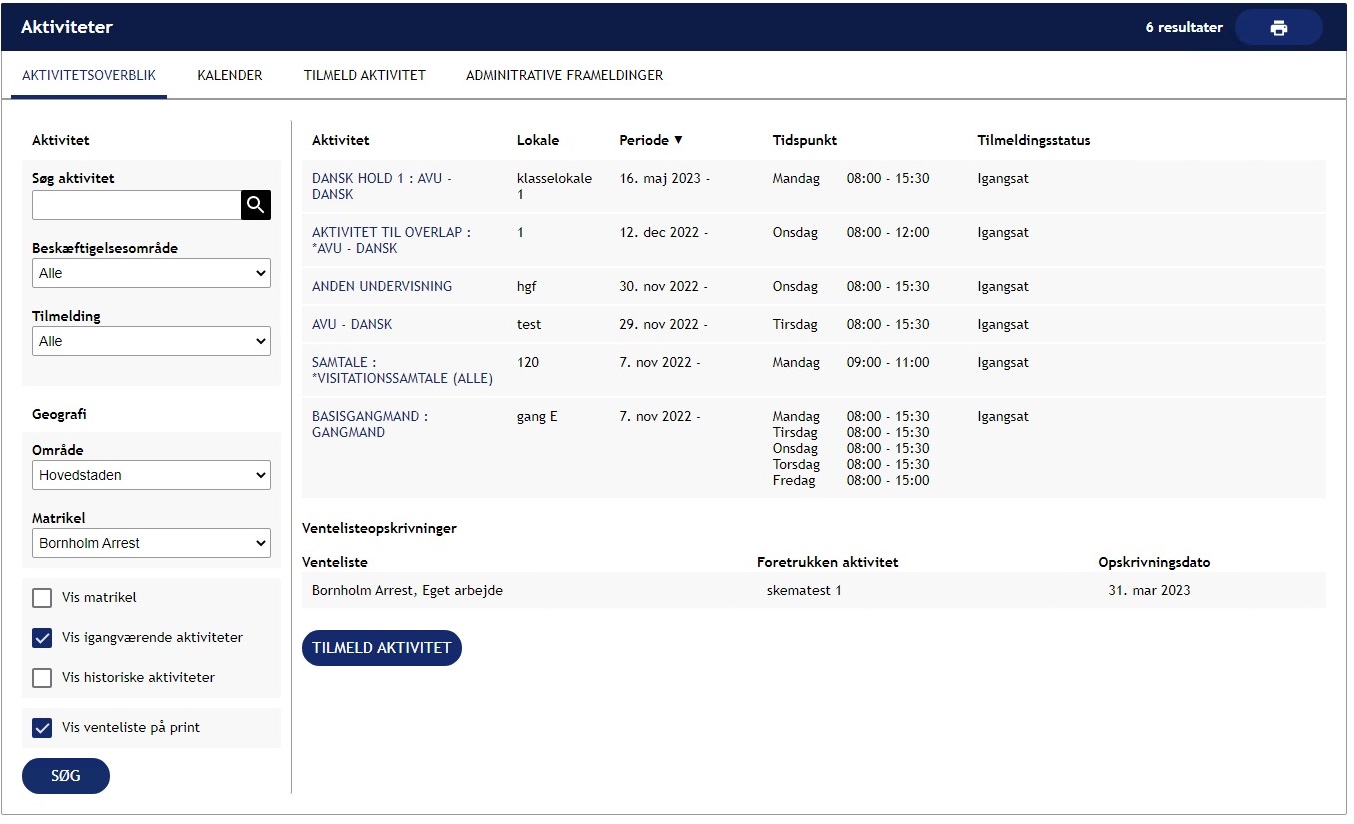 Aktiviteter
6 resultater
AKTIVITETSOVERBLIK KALENDER TILMELD AKTIVITET ADMINITRATIVE FRAMELDINGER
Aktivitet
Søg aktivitet
Beskæftigelsesområde
Alle
Tilmelding
Alle
Geografi
Område
Hovedstaden
Matrikel
Bornholm Arrest
Vis matrikel
Vis igangværende aktiviteter
Vis historiske aktiviteter
Vis venteliste på print
SØG
Aktivitet Lokale Periode ▼ Tidspunkt Tilmeldingsstatus
DANSK HOLD 1 : AVU - klasselokale 16. maj 2023 - Mandag 08:00 - 15:30 Igangsat
DANSK 1
AKTIVITET TIL OVERLAP : 1 12. dec 2022 - Onsdag 08:00 - 12:00 Igangsat
*AVU - DANSK
ANDEN UNDERVISNING hgf 30. nov 2022 - Onsdag 08:00 - 15:30 Igangsat
AVU - DANSK test 29. nov 2022 - Tirsdag 08:00 - 15:30 Igangsat
SAMTALE : 120 7. nov 2022 - Mandag 09:00 - 11:00 Igangsat
*VISITATIONSSAMTALE (ALLE)
BASISGANGMAND : gang E 7. nov 2022 - Mandag 08:00 - 15:30 Igangsat
GANGMAND Tirsdag 08:00 - 15:30
Onsdag 08:00 - 15:30
Torsdag 08:00 - 15:30
Fredag 08:00 - 15:00
Ventelisteopskrivninger
Venteliste Foretrukken aktivitet Opskrivningsdato
Bornholm Arrest, Eget arbejde skematest 1 31. mar 2023
TILMELD AKTIVITET